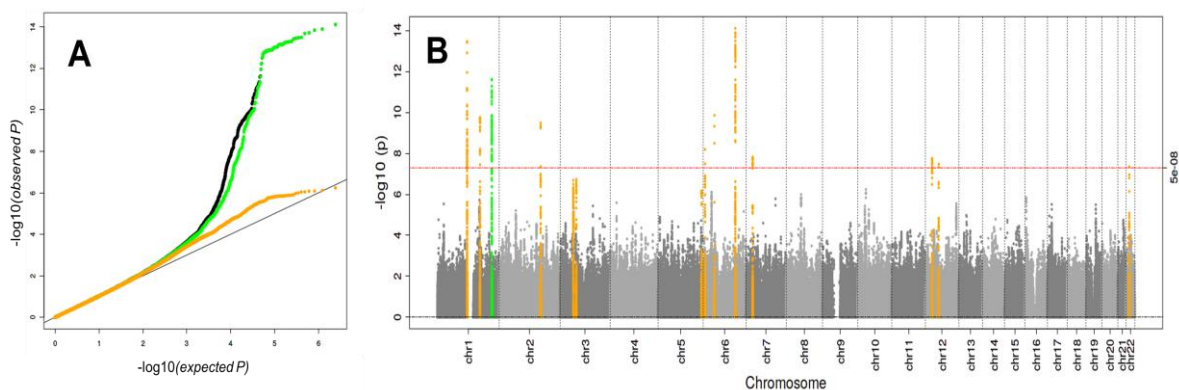 A
14
12
10
8
6
4
2
0
-log10(observed P)
0 1 2 3 4 5 6
-log10(expected P)
B
14
12
10
8
6
4
2
0
-log10 (p)
5e-08
chr1 chr2 chr3 chr4 chr5 chr6 chr7 chr8 chr9 chr10 chr11 chr12 chr13 chr14 chr15 chr16 chr17 chr18 chr19 chr20 chr21 chr22
Chromosome